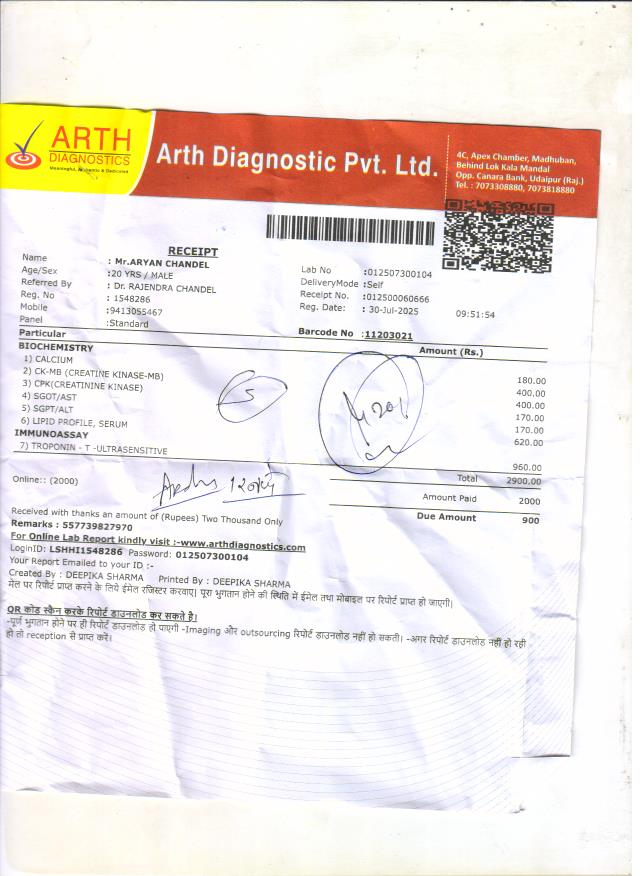 ARTH
DIAGNOSTICS
Meaningful, Authentic & Dedicated
Arth Diagnostic Pvt. Ltd.
4C, Apex Chamber, Madhuban,
Behind Lok Kala Mandal
Opp. Canara Bank, Udaipur (Raj.)
Tel. : 7073308880, 7073818880
RECEIPT
Name : Mr.ARYAN CHANDEL
Age/Sex :20 YRS / MALE
Referred By : Dr. RAJENDRA CHANDEL
Reg. No : 1548286
Mobile :9413055467
Panel :Standard
Lab No :012507300104
DeliveryMode :Self
Receipt No. :012500060666
Reg. Date: : 30-Jul-2025 09:51:54
Barcode No :11203021
Particular Amount (Rs.)
BIOCHEMISTRY
1) CALCIUM 180.00
2) CK-MB (CREATINE KINASE-MB) 400.00
3) CPK(CREATININE KINASE) 400.00
4) SGOT/AST 170.00
5) SGPT/ALT 170.00
6) LIPID PROFILE, SERUM 620.00
IMMUNOASSAY
7) TROPONIN - T -ULTRASENSITIVE 960.00
Total 2900.00
Online:: (2000)
Amount Paid 2000
Due Amount 900
Received with thanks an amount of (Rupees) Two Thousand Only
Remarks : 557739827970
For Online Lab Report kindly visit :-www.arthdiagnostics.com
LoginID: LSHHI1548286 Password: 012507300104
Your Report Emailed to your ID :-
Created By : DEEPIKA SHARMA Printed By : DEEPIKA SHARMA
मेल पर रिपोर्ट प्राप्त करने के लिये ईमेल रजिस्टर करवाए। पूरा भुगतान होने की स्थिति में ईमेल तथा मोबाइल पर रिपोर्ट प्राप्त हो जाएगी।
QR कोड स्कैन करके रिपोर्ट डाउनलोड कर सकते है।
-पूर्ण भुगतान होने पर ही रिपोर्ट डाउनलोड हो पाएगी -Imaging और outsourcing रिपोर्ट डाउनलोड नहीं हो सकती। -अगर रिपोर्ट डाउनलोड नहीं हो रही
हो तो reception से प्राप्त करें।